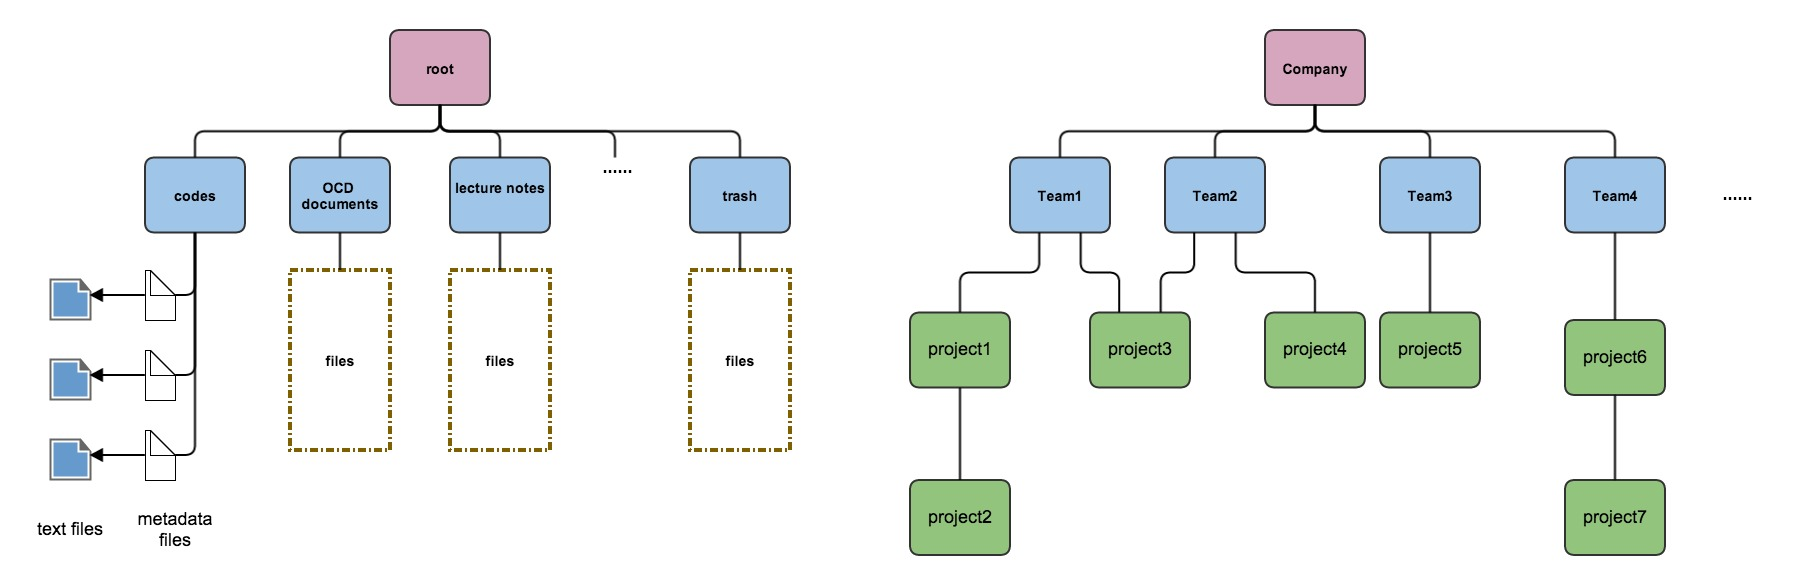 root
codes
OCD
documents
lecture notes
......
trash
files
files
files
text files
metadata
files
Company
Team1
Team2
Team3
Team4
......
project1
project3
project4
project5
project6
project2
project7